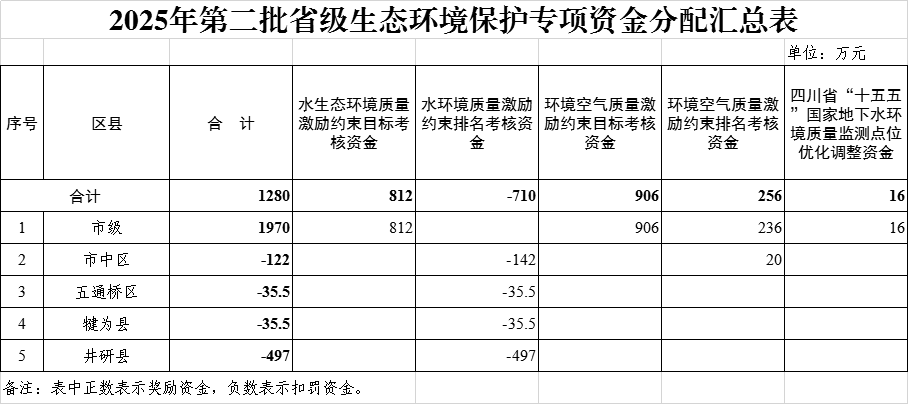 2025年第二批省级生态环境保护专项资金分配汇总表
单位：万元
序号 区县 合 计 水生态环境质量激励约束目标考核资金 水环境质量激励约束排名考核资金 环境空气质量激励约束目标考核资金 环境空气质量激励约束排名考核资金 四川省“十五五”国家地下水环境质量监测点位优化调整资金
合计 1280 812 -710 906 256 16
1 市级 1970 812 906 236 16
2 市中区 -122 -142 20
3 五通桥区 -35.5 -35.5
4 犍为县 -35.5 -35.5
5 井研县 -497 -497
备注：表中正数表示奖励资金，负数表示扣罚资金。